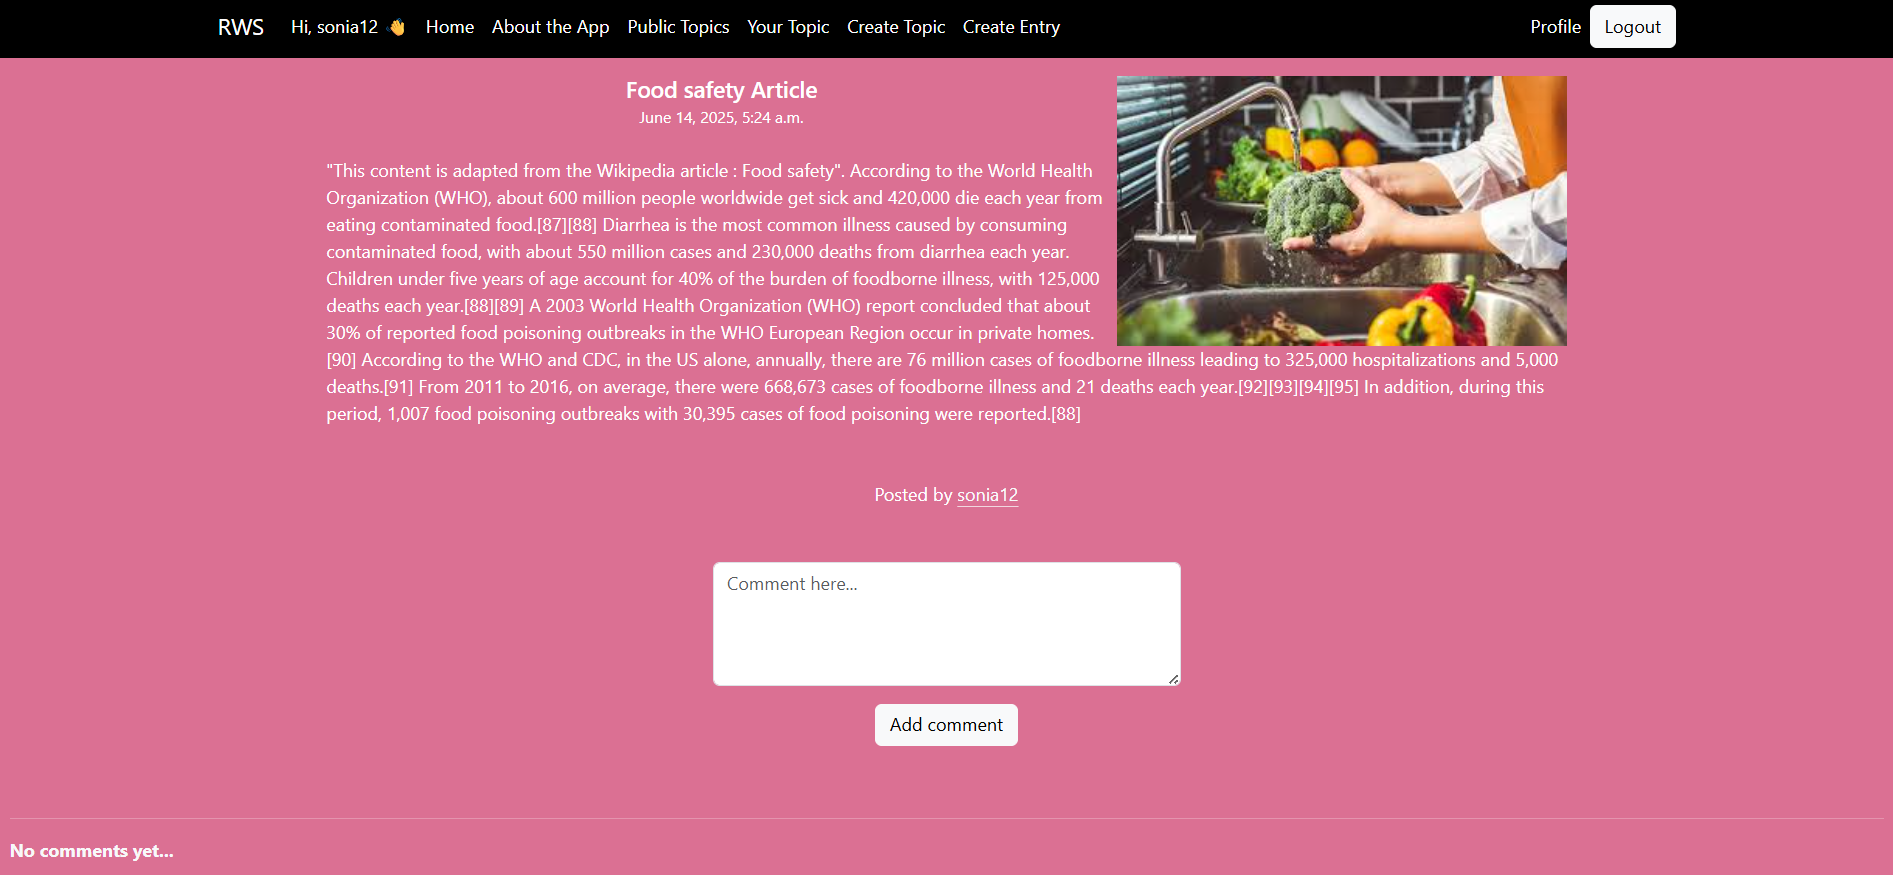 RWS Hi, sonia12 👋 Home About the App Public Topics Your Topic Create Topic Create Entry Profile Logout
Food safety Article
June 14, 2025, 5:24 a.m.
"This content is adapted from the Wikipedia article : Food safety". According to the World Health
Organization (WHO), about 600 million people worldwide get sick and 420,000 die each year from
eating contaminated food.[87][88] Diarrhea is the most common illness caused by consuming
contaminated food, with about 550 million cases and 230,000 deaths from diarrhea each year.
Children under five years of age account for 40% of the burden of foodborne illness, with 125,000
deaths each year.[88][89] A 2003 World Health Organization (WHO) report concluded that about
30% of reported food poisoning outbreaks in the WHO European Region occur in private homes.
[90] According to the WHO and CDC, in the US alone, annually, there are 76 million cases of foodborne illness leading to 325,000 hospitalizations and 5,000
deaths.[91] From 2011 to 2016, on average, there were 668,673 cases of foodborne illness and 21 deaths each year.[92][93][94][95] In addition, during this
period, 1,007 food poisoning outbreaks with 30,395 cases of food poisoning were reported.[88]
Posted by sonia12
Comment here...
Add comment
No comments yet...